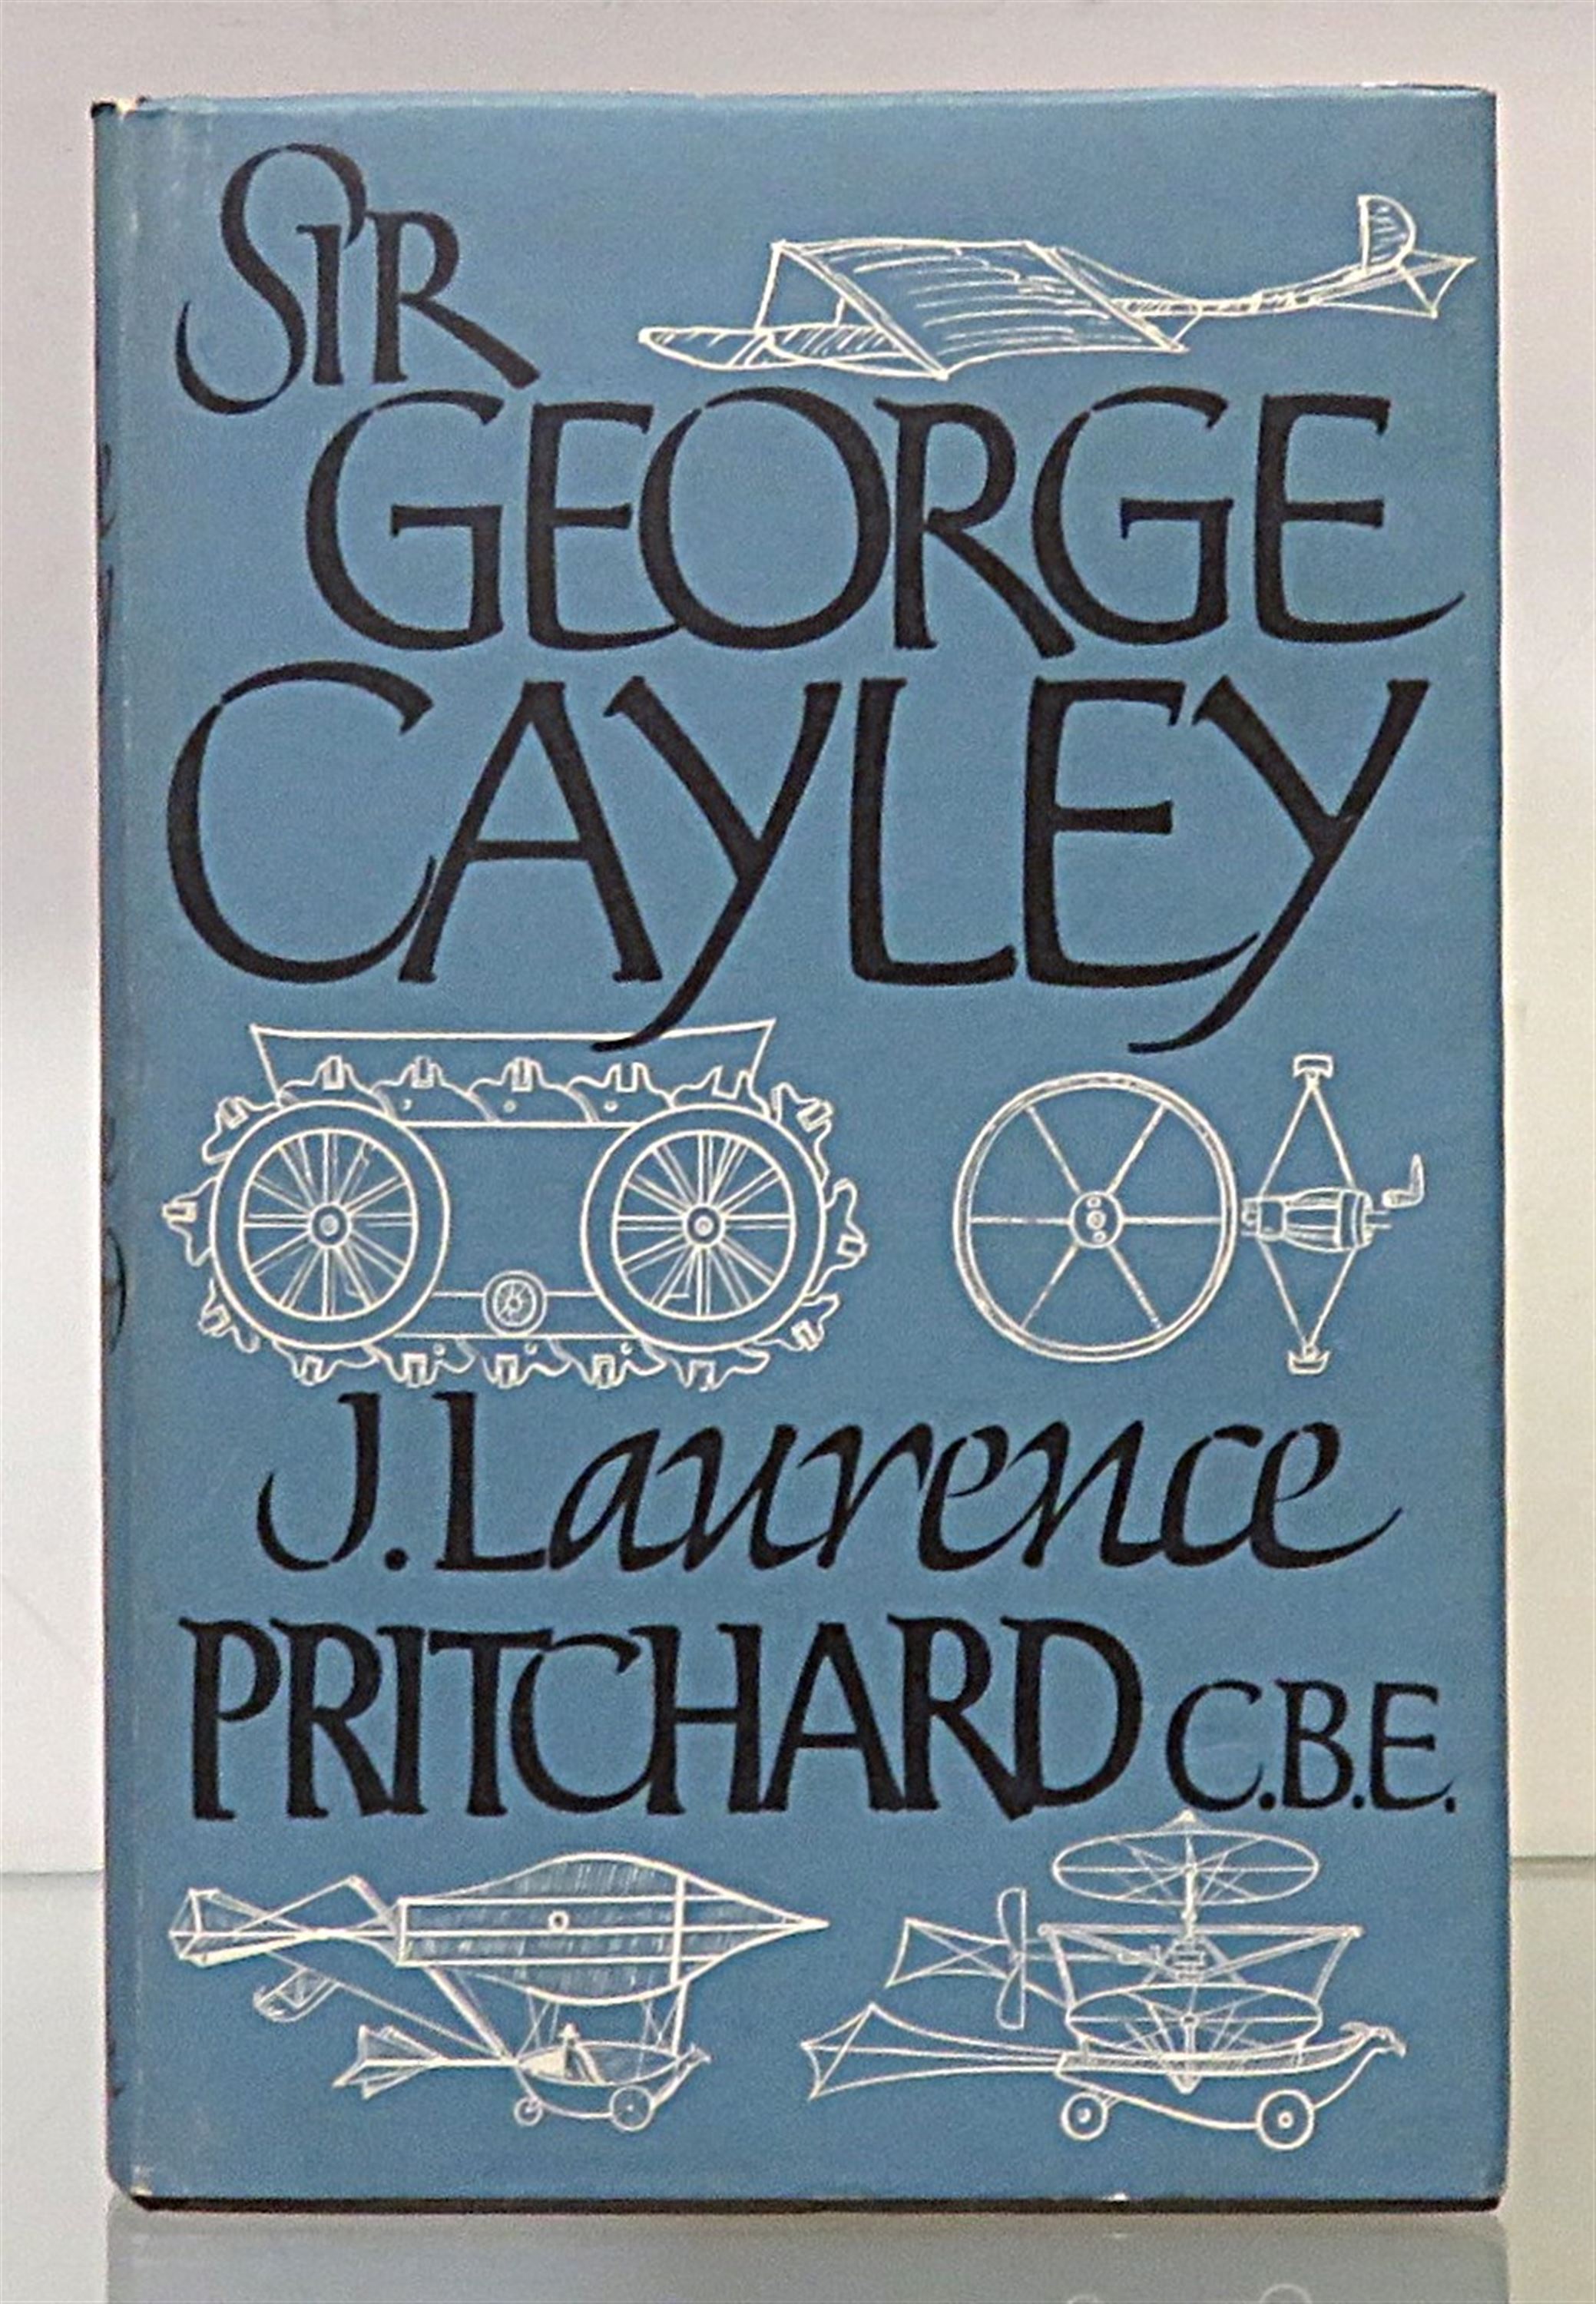 SIR
GEORGE
CAYLEY
J. Laurence
PRITCHARD C.B.E.